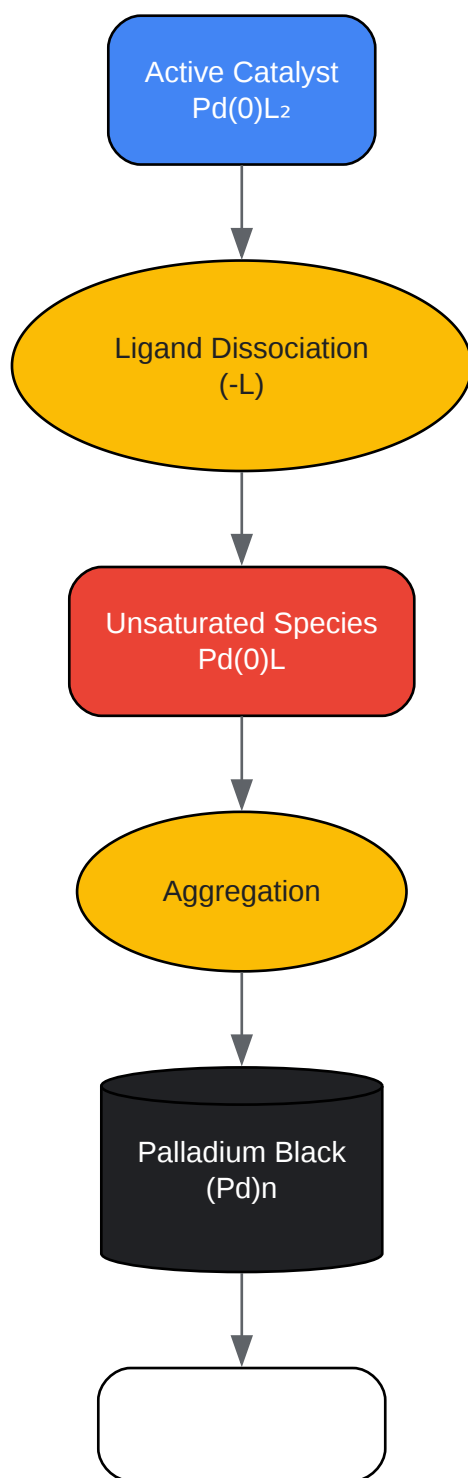 Active Catalyst
Pd(0)L₂
Ligand Dissociation
(-L)
Unsaturated Species
Pd(0)L
Aggregation
Palladium Black
(Pd)n